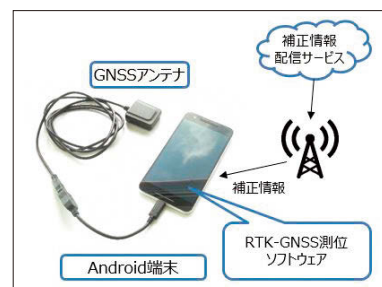 補正情報
配信サービス
GNSSアンテナ
補正情報
RTK-GNSS測位
ソフトウェア
Android端末